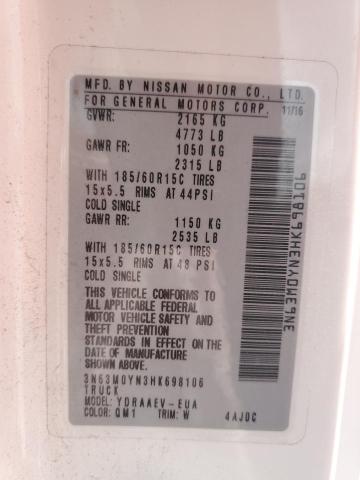 MFD. BY NISSAN MOTOR CO., LTD.
FOR GENERAL MOTORS CORP. 11/16
GVWR: 2165 KG
4773 LB
GAWR FR: 1050 KG
2315 LB
WITH 185/60R15C TIRES
15x5.5 RIMS AT 44PSI
COLD SINGLE
GAWR RR: 1150 KG
2535 LB
WITH 185/60R15C TIRES
15x5.5 RIMS AT 48 PSI
COLD SINGLE
THIS VEHICLE CONFORMS TO
ALL APPLICABLE FEDERAL
MOTOR VEHICLE SAFETY AND
THEFT PREVENTION
STANDARDS IN EFFECT ON
THE DATE OF MANUFACTURE
SHOWN ABOVE.
3N63M0YN3HK698106
TRUCK
MODEL: YDRAAEV-EUA
COLOR: QM1 TRIM: W 4AJ0C